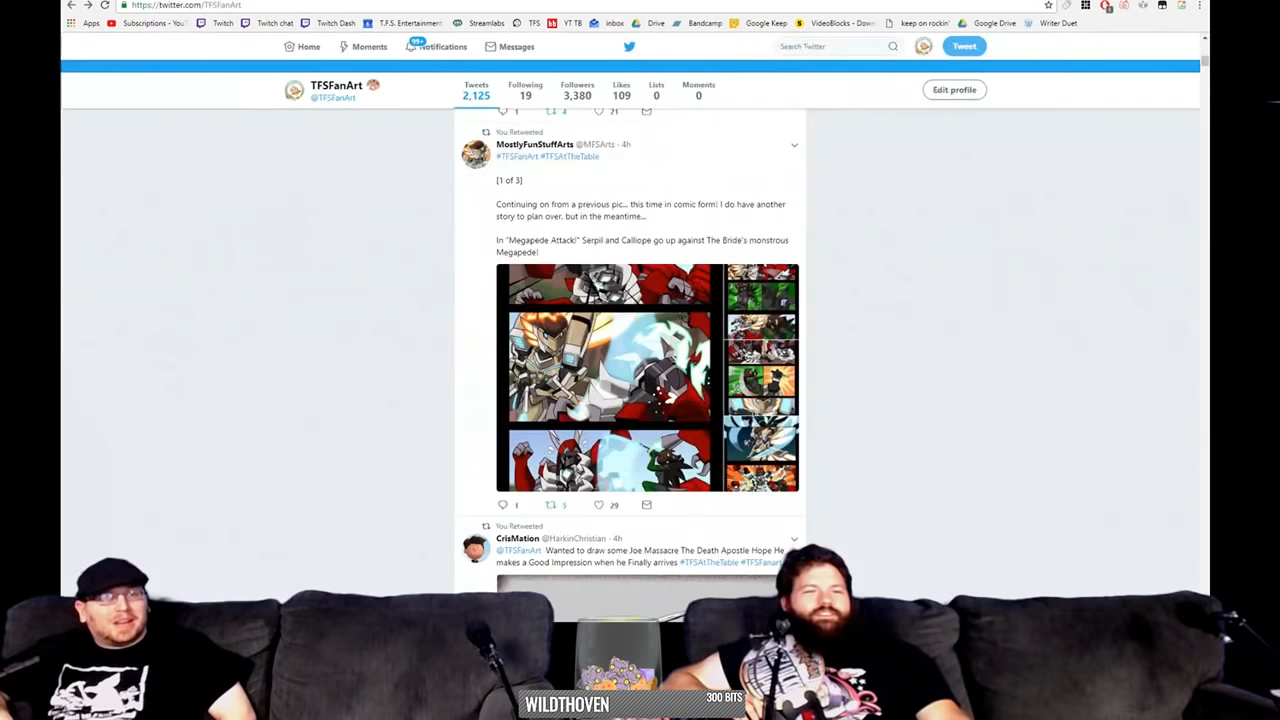 https://twitter.com/TFSFanArt
Apps Subscriptions - You Twitch Twitch chat Twitch Dash T.F.S. Entertainment Streamlabs TFS YT TB inbox Drive Bandcamp Google Keep VideoBlocks - Down keep on rockin' Google Drive Writer Duet
Home Moments 99+ Notifications Messages Search Twitter Tweet
TFSFanArt
@TFSFanArt
Tweets Following Followers Likes Lists Moments
2,125 19 3,380 109 0 0
Edit profile
1 4 21
You Retweeted
MostlyFunStuffArts @MFSArts · 4h
#TFSFanArt #TFSAtTheTable
[1 of 3]
Continuing on from a previous pic... this time in comic form! I do have another
story to plan over, but in the meantime...
In "Megapede Attack!" Serpil and Calliope go up against The Bride's monstrous
Megapede!
1 5 29
You Retweeted
CrisMation @HarkinChristian · 4h
@TFSFanArt Wanted to draw some Joe Massacre The Death Apostle Hope He
makes a Good Impression when he Finally arrives #TFSAtTheTable #TFSFanart
WILDTHOVEN 300 BITS